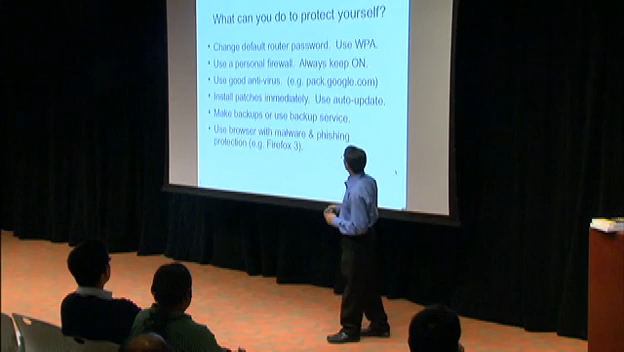 What can you do to protect yourself?
• Change default router password. Use WPA.
• Use a personal firewall. Always keep ON.
• Use good anti-virus. (e.g. pack.google.com)
• Install patches immediately. Use auto-update.
• Make backups or use backup service.
• Use browser with malware & phishing
protection (e.g. Firefox 3).